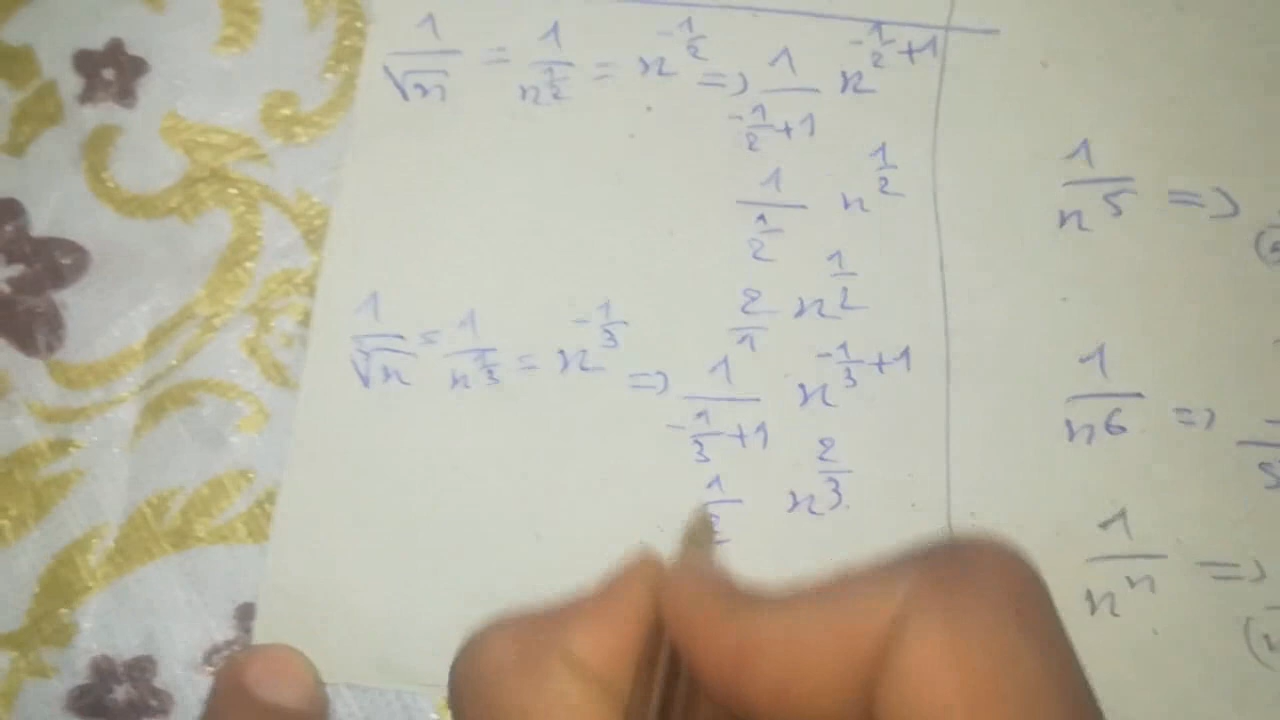 1/√x = 1/x^(1/2) = x^(-1/2) => 1/(-1/2+1) x^(-1/2+1)
1/(1/2) x^(1/2)
2/1 x^(1/2)
1/√x = 1/x^(1/3) = x^(-1/3) => 1/(-1/3+1) x^(-1/3+1)
x^(2/3)
1/x^5 =>
1/x^6 =>
1/x^n =>